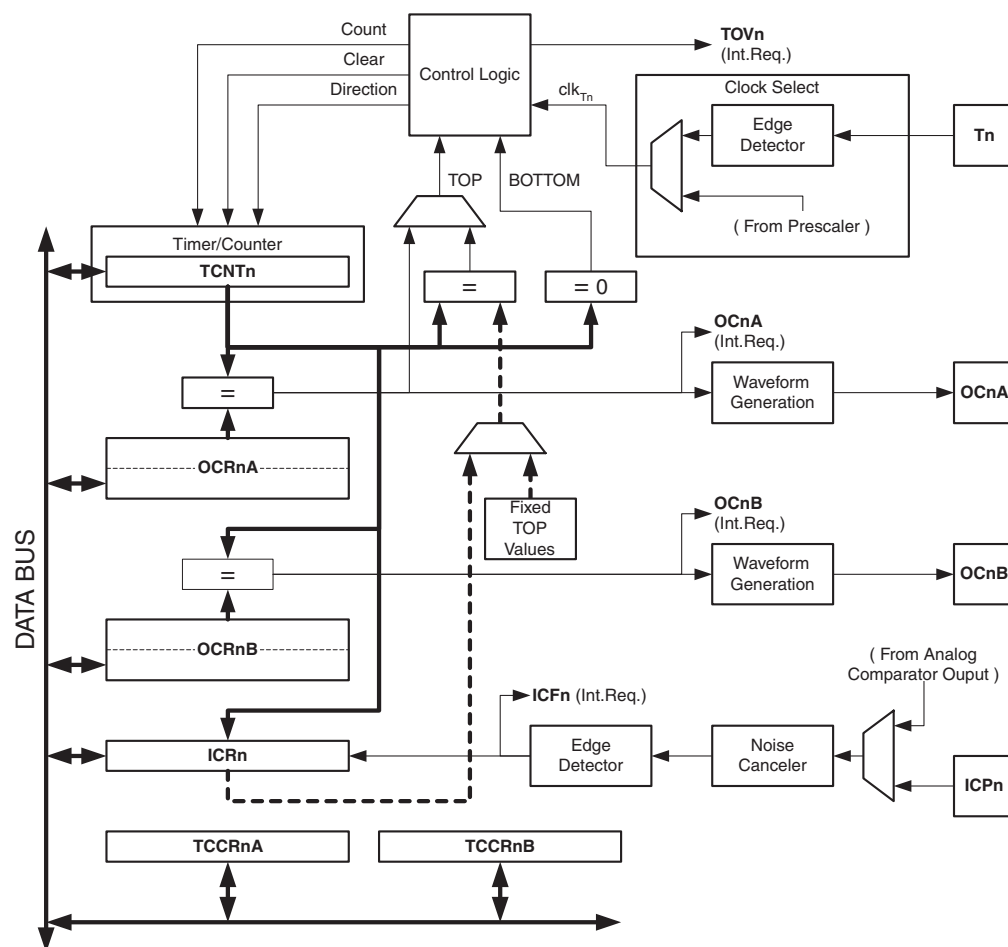 Count
Clear
Direction
Control Logic
TOVn
(Int.Req.)
clkTn
Clock Select
Edge
Detector
Tn
( From Prescaler )
TOP
BOTTOM
Timer/Counter
TCNTn
=
= 0
OCnA
(Int.Req.)
=
Waveform
Generation
OCnA
OCRnA
Fixed
TOP
Values
OCnB
(Int.Req.)
=
Waveform
Generation
OCnB
OCRnB
DATA BUS
( From Analog
Comparator Ouput )
ICFn (Int.Req.)
ICRn
Edge
Detector
Noise
Canceler
ICPn
TCCRnA
TCCRnB